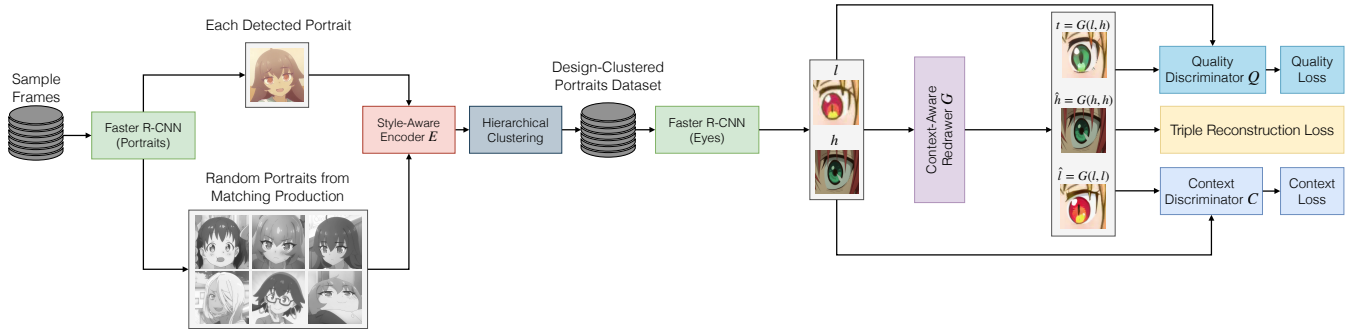 Sample
Frames
Faster R-CNN
(Portraits)
Each Detected Portrait
Random Portraits from
Matching Production
Style-Aware
Encoder E
Hierarchical
Clustering
Design-Clustered
Portraits Dataset
Faster R-CNN
(Eyes)
l
h
Context-Aware
Redrawer G
t = G(l, h)
ĥ = G(h, h)
l̂ = G(l, l)
Quality
Discriminator Q
Quality
Loss
Triple Reconstruction Loss
Context
Discriminator C
Context
Loss